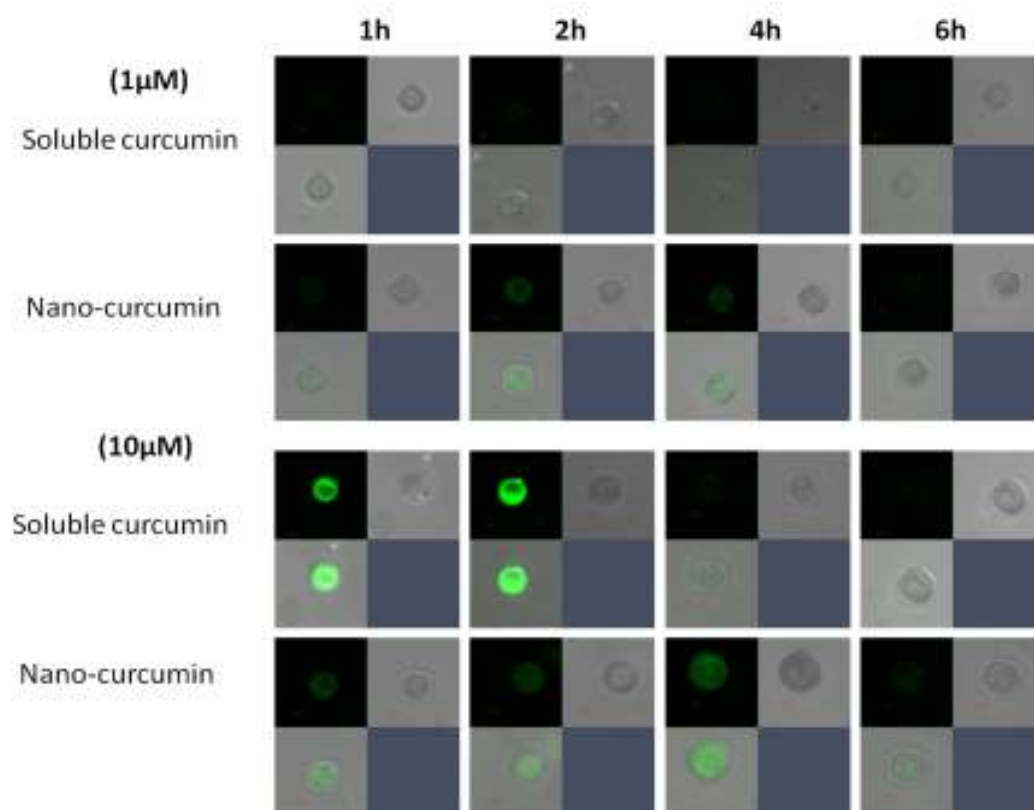 1h 2h 4h 6h
(1µM)
Soluble curcumin
Nano-curcumin
(10µM)
Soluble curcumin
Nano-curcumin